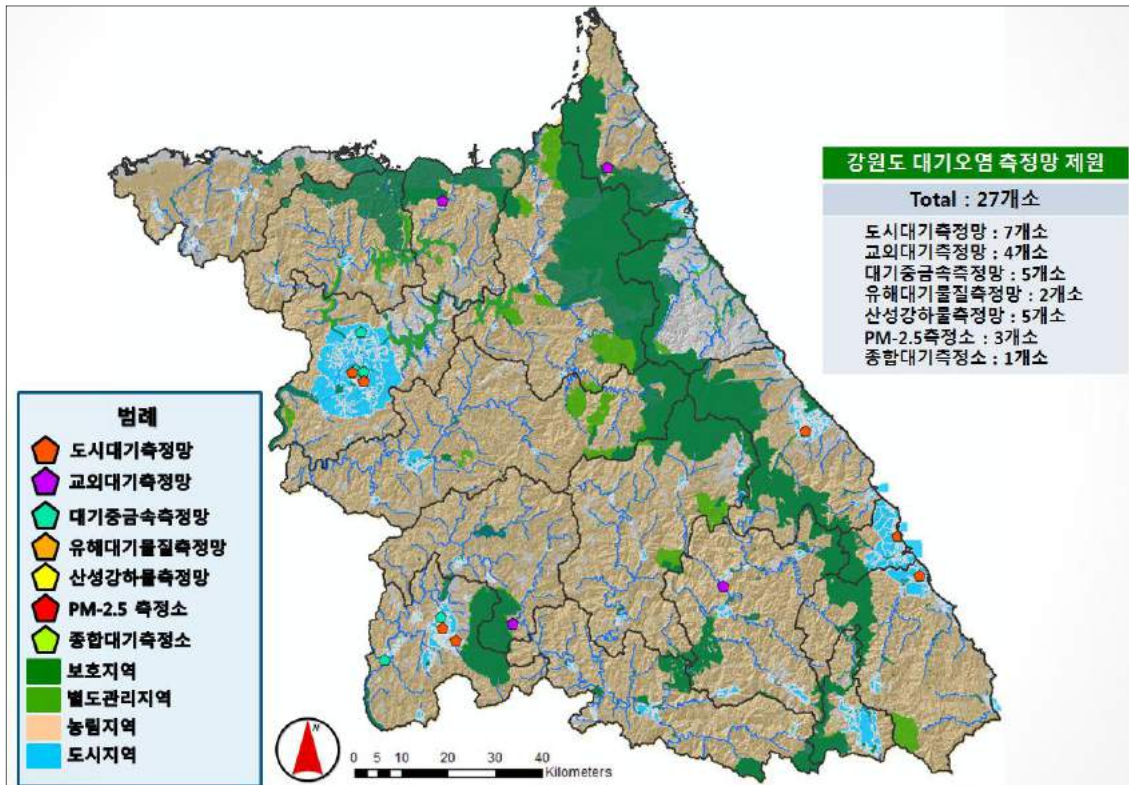 강원도 대기오염 측정망 제원
Total : 27개소
도시대기측정망 : 7개소
교외대기측정망 : 4개소
대기중금속측정망 : 5개소
유해대기물질측정망 : 2개소
산성강하물측정망 : 5개소
PM-2.5측정소 : 3개소
종합대기측정소 : 1개소
범례
도시대기측정망
교외대기측정망
대기중금속측정망
유해대기물질측정망
산성강하물측정망
PM-2.5 측정소
종합대기측정소
보호지역
별도관리지역
농림지역
도시지역
N
0 5 10 20 30 40
Kilometers